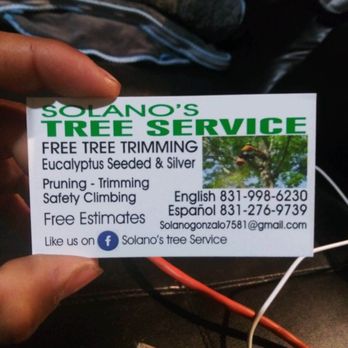 SOLANO'S
TREE SERVICE
FREE TREE TRIMMING
Eucalyptus Seeded & Silver
Pruning - Trimming
Safety Climbing
English 831-998-6230
Español 831-276-9739
Free Estimates
Solanogonzalo7581@gmail.com
Like us on f Solano's tree Service